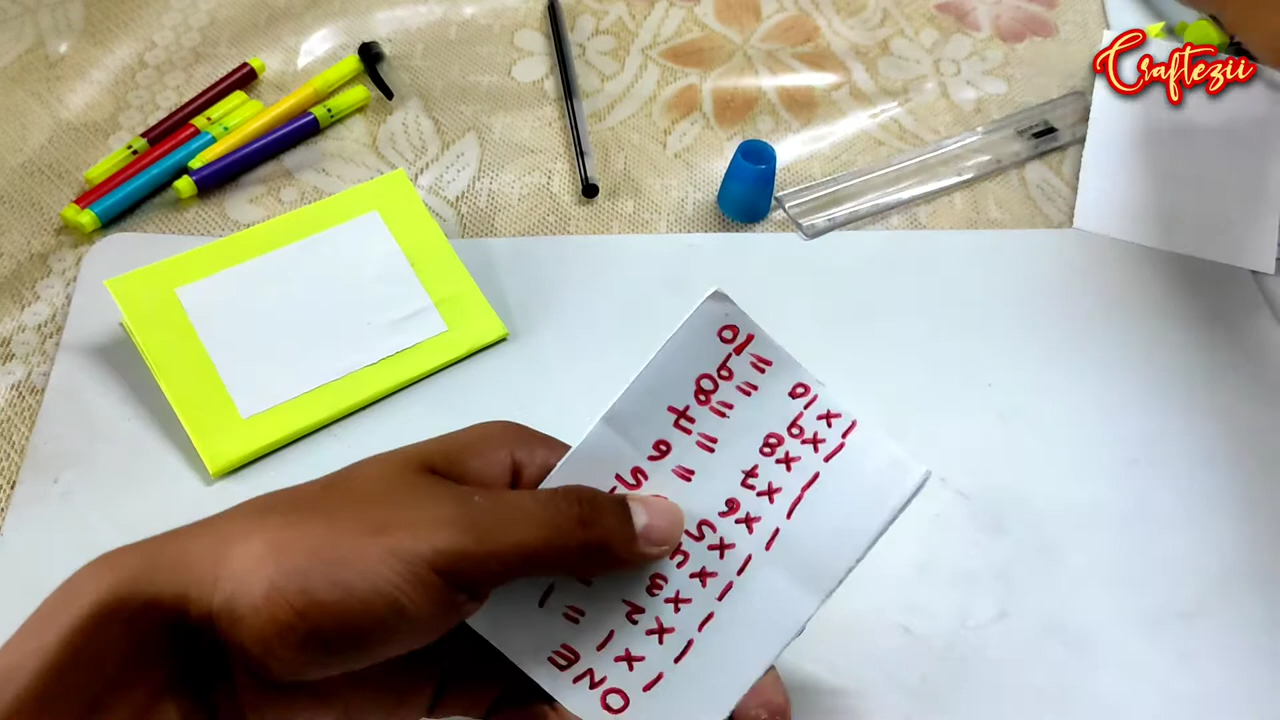 Craftezii
ONE
1 x 1 = 1
1 x 2
1 x 3
1 x 4
1 x 5 5
1 x 6 = 6
1 x 7 = 7
1 x 8 = 8
1 x 9 = 9
1 x 10 = 10